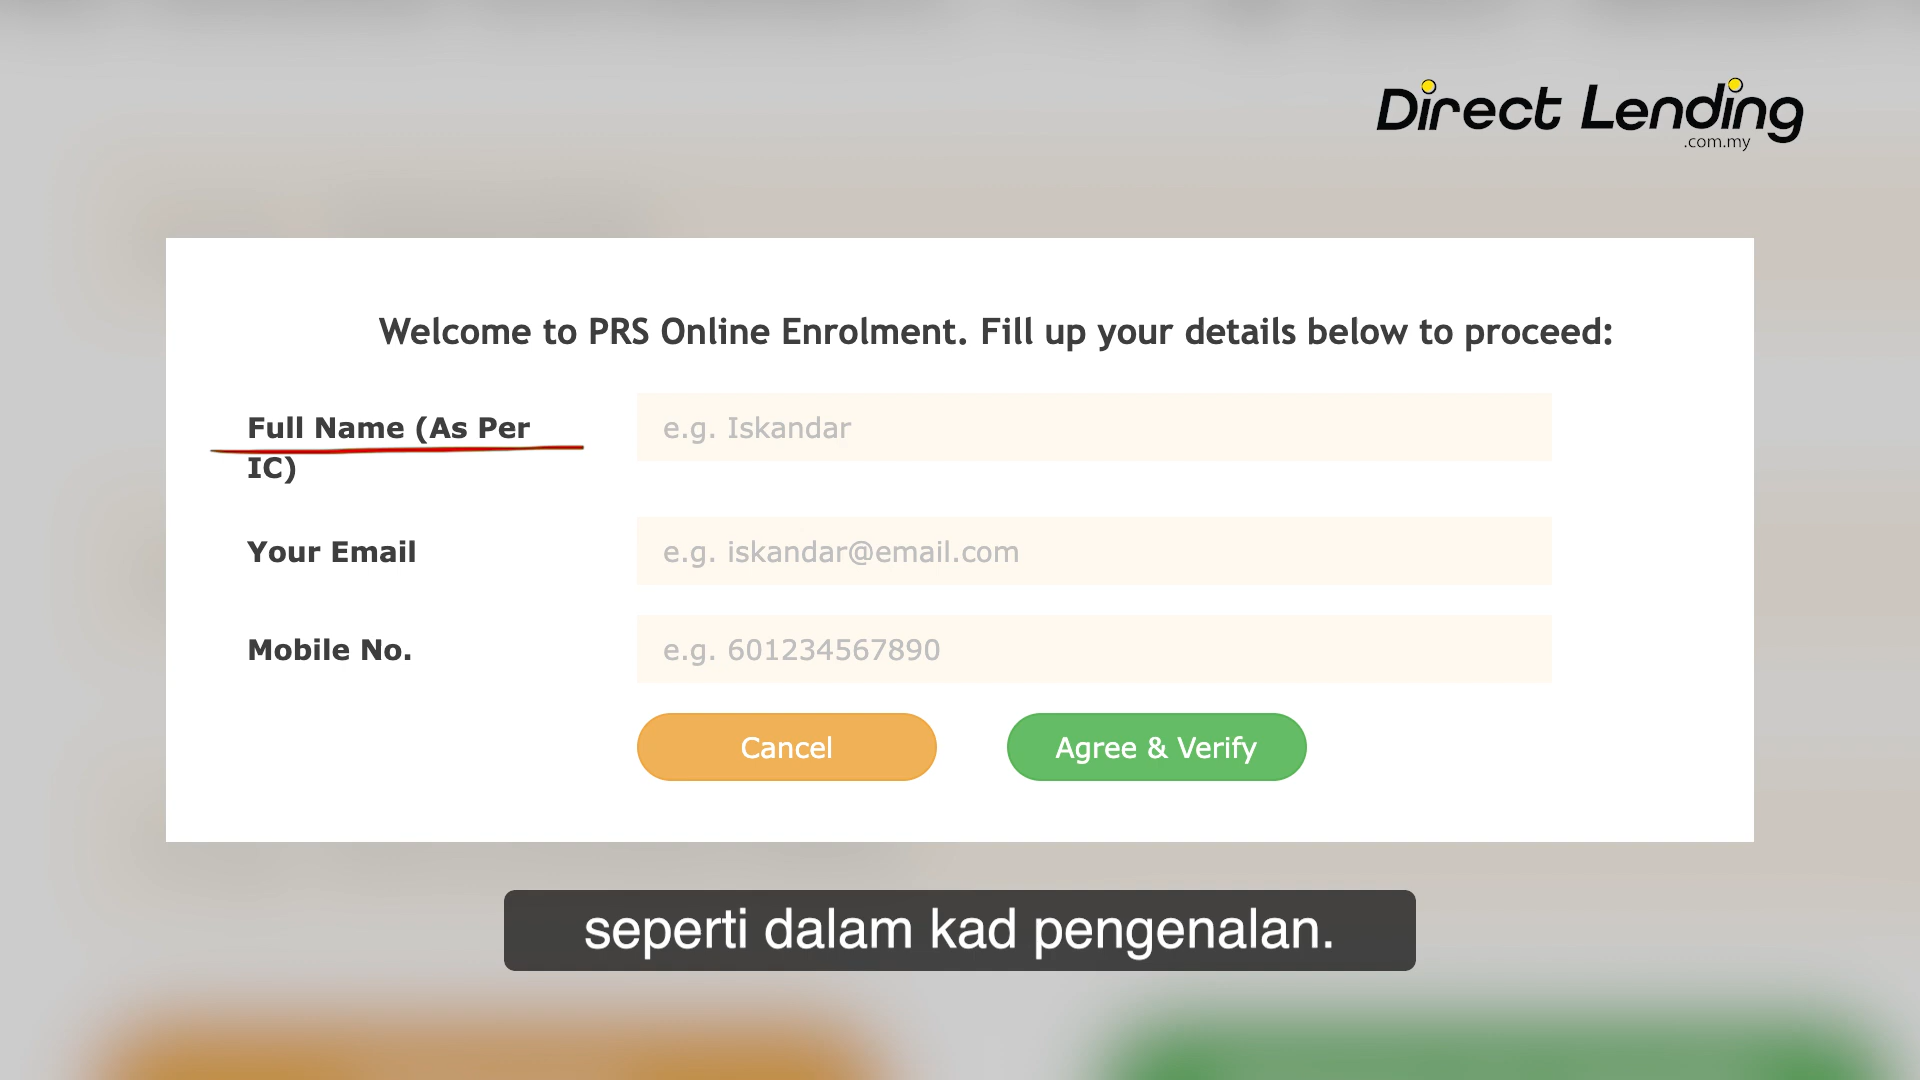 Direct Lending
.com.my
Welcome to PRS Online Enrolment. Fill up your details below to proceed:
Full Name (As Per
IC)
e.g. Iskandar
Your Email
e.g. iskandar@email.com
Mobile No.
e.g. 601234567890
Cancel
Agree & Verify
seperti dalam kad pengenalan.